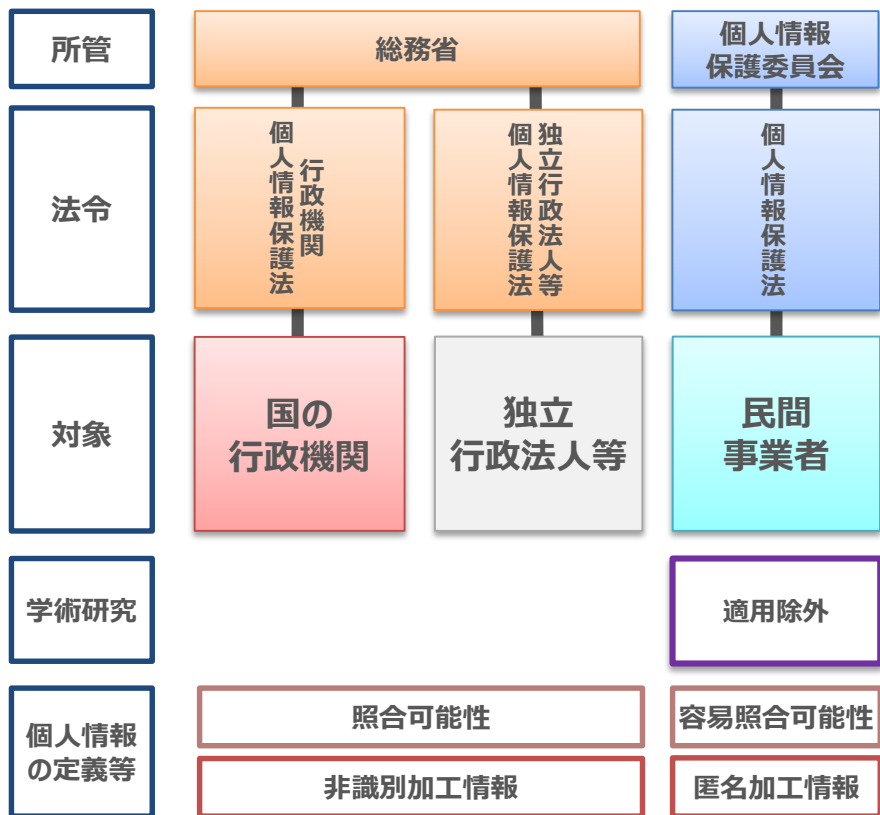 所管
総務省
個人情報
保護委員会
法令
行政機関
個人情報保護法
独立行政法人等
個人情報保護法
個人情報保護法
対象
国の
行政機関
独立
行政法人等
民間
事業者
学術研究
適用除外
個人情報
の定義等
照合可能性
容易照合可能性
非識別加工情報
匿名加工情報